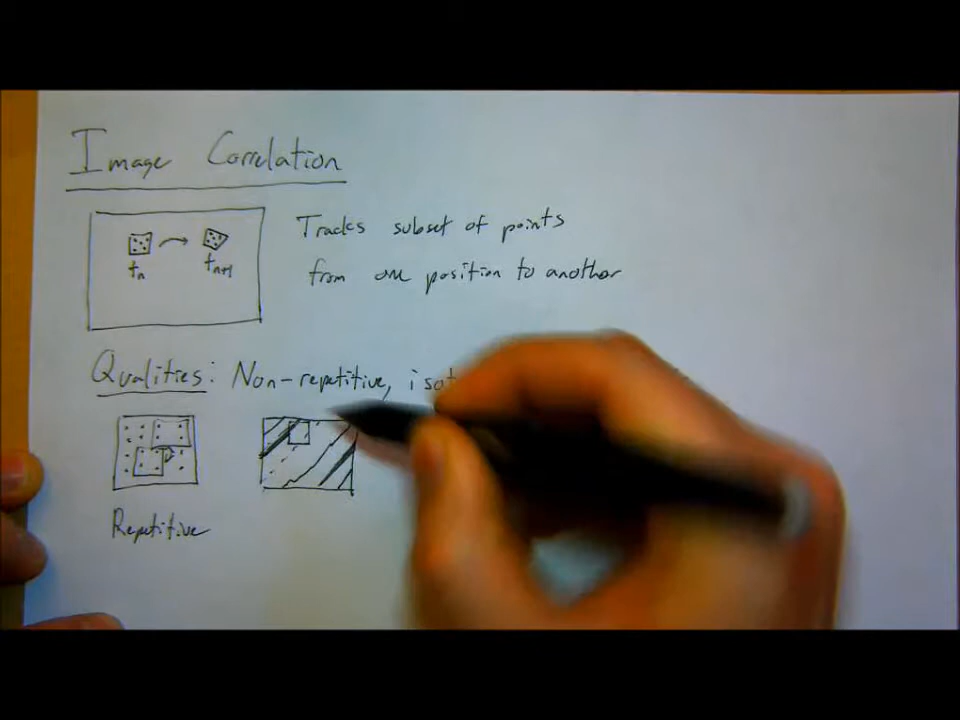 Image Correlation
tn
tn+1
Tracks subset of points
from one position to another
Qualities: Non-repetitive,
Repetitive